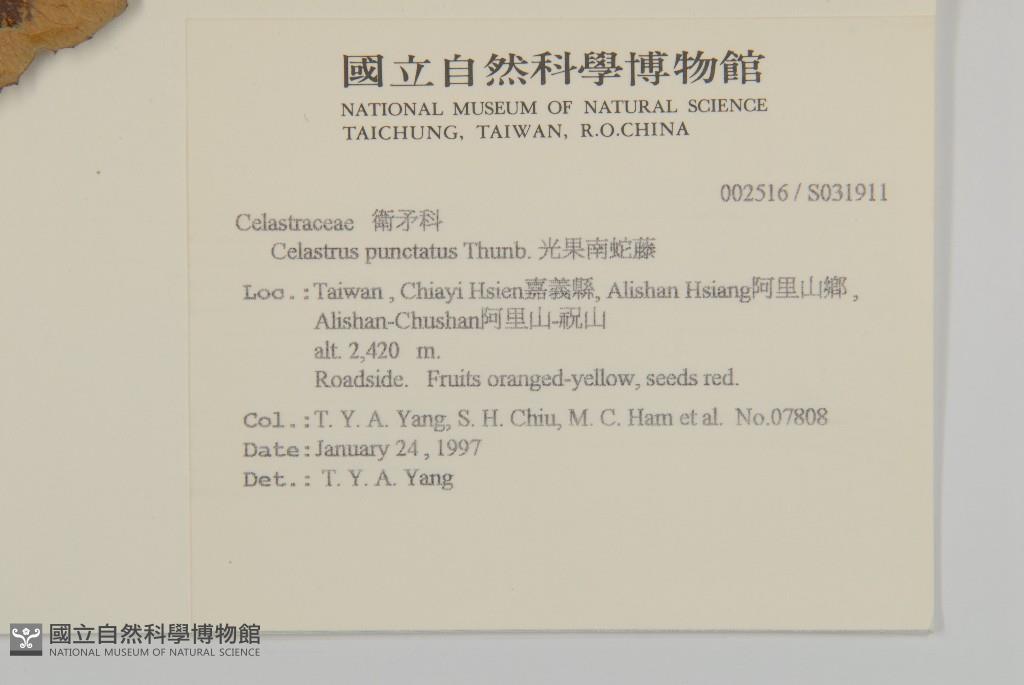 國立自然科學博物館
NATIONAL MUSEUM OF NATURAL SCIENCE
TAICHUNG, TAIWAN, R.O.CHINA
002516 / S031911
Celastraceae 衛矛科
Celastrus punctatus Thunb. 光果南蛇藤
Loc.:Taiwan , Chiayi Hsien嘉義縣, Alishan Hsiang阿里山鄉 ,
Alishan-Chushan阿里山-祝山
alt. 2,420 m.
Roadside. Fruits oranged-yellow, seeds red.
Col.:T. Y. A. Yang, S. H. Chiu, M. C. Ham et al. No.07808
Date:January 24 , 1997
Det.: T. Y. A. Yang
國立自然科學博物館
NATIONAL MUSEUM OF NATURAL SCIENCE